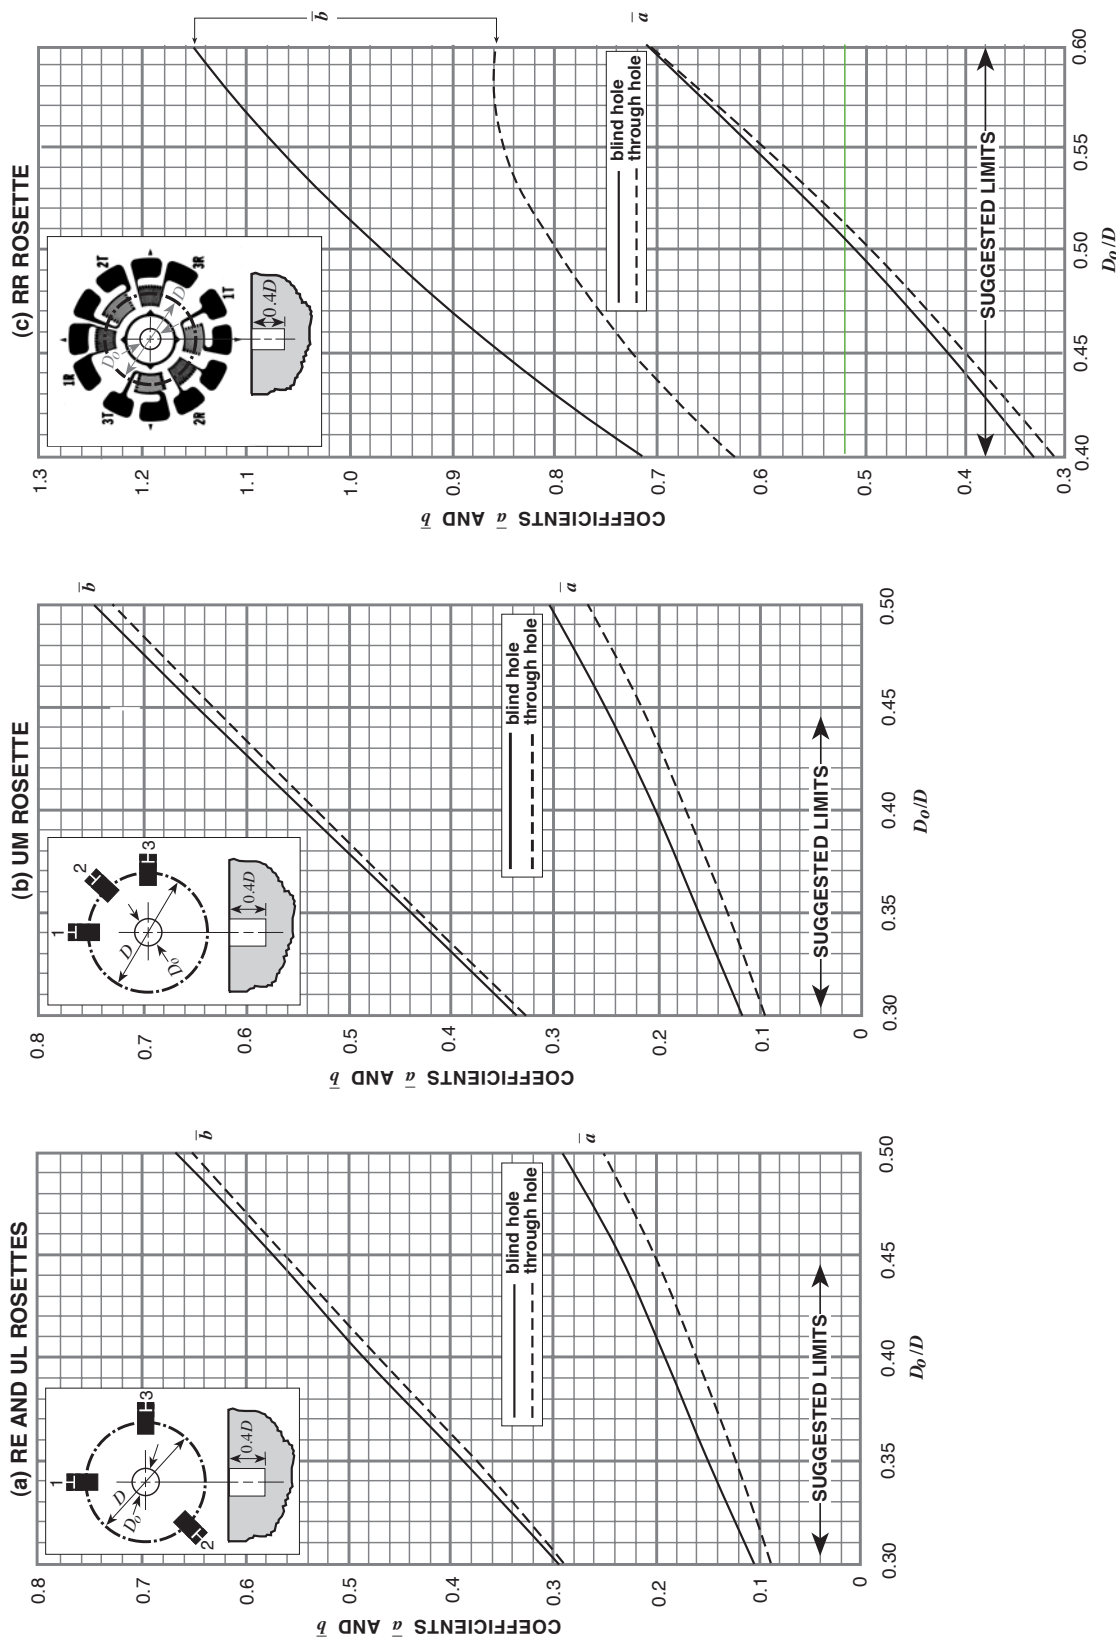 (a) RE AND UL ROSETTES
COEFFICIENTS a̅ AND b̅
0.8
0.7
0.6
0.5
0.4
0.3
0.2
0.1
0
1
2
3
D
D₀
0.4D
b̅
blind hole
through hole
a̅
SUGGESTED LIMITS
0.30
0.35
0.40
0.45
0.50
D₀/D
(b) UM ROSETTE
COEFFICIENTS a̅ AND b̅
0.8
0.7
0.6
0.5
0.4
0.3
0.2
0.1
0
1
2
3
D
D₀
0.4D
b̅
blind hole
through hole
a̅
SUGGESTED LIMITS
0.30
0.35
0.40
0.45
0.50
D₀/D
(c) RR ROSETTE
COEFFICIENTS a̅ AND b̅
1.3
1.2
1.1
1.0
0.9
0.8
0.7
0.6
0.5
0.4
0.3
1R
2T
3T
3R
2R
1T
D₀
D
0.4D
b̅
blind hole
through hole
a̅
SUGGESTED LIMITS
0.40
0.45
0.50
0.55
0.60
D₀/D